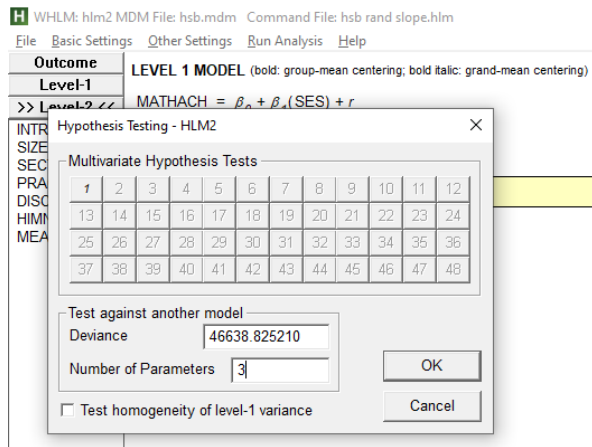 WHLM: hlm2 MDM File: hsb.mdm Command File: hsb rand slope.hlm
File Basic Settings Other Settings Run Analysis Help
Outcome
Level-1
>> Level-2 <<
INTR
SIZE
SEC
PRA
DISC
HIMN
MEA
LEVEL 1 MODEL (bold: group-mean centering; bold italic: grand-mean centering)
MATHACH = β0 + β1(SES) + r
Hypothesis Testing - HLM2
Multivariate Hypothesis Tests
1 2 3 4 5 6 7 8 9 10 11 12
13 14 15 16 17 18 19 20 21 22 23 24
25 26 27 28 29 30 31 32 33 34 35 36
37 38 39 40 41 42 43 44 45 46 47 48
Test against another model
Deviance 46638.825210
Number of Parameters 3
Test homogeneity of level-1 variance
OK
Cancel